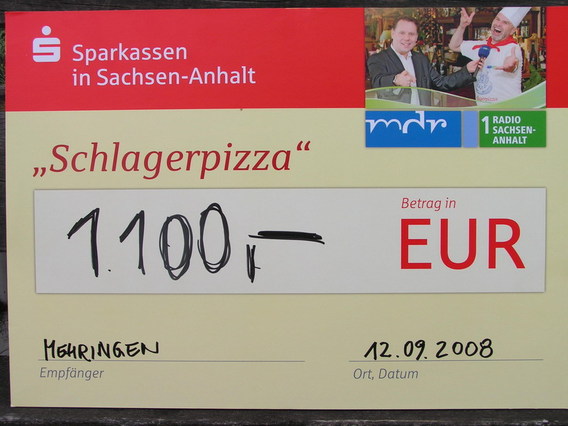 Sparkassen
in Sachsen-Anhalt
mdr
1 RADIO
SACHSEN-
ANHALT
„Schlagerpizza“
1.100,-
Betrag in
EUR
MEHRINGEN
12.09.2008
Empfänger
Ort, Datum